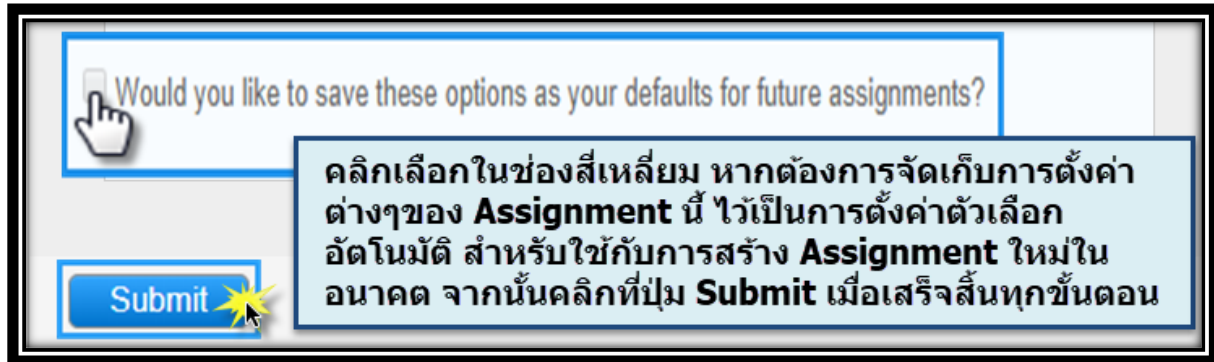 Would you like to save these options as your defaults for future assignments?
คลิกเลือกในช่องสี่เหลี่ยม หากต้องการจัดเก็บการตั้งค่า
ต่างๆของ Assignment นี้ ไว้เป็นการตั้งค่าตัวเลือก
อัตโนมัติ สำหรับใช้กับการสร้าง Assignment ใหม่ใน
อนาคต จากนั้นคลิกที่ปุ่ม Submit เมื่อเสร็จสิ้นทุกขั้นตอน
Submit